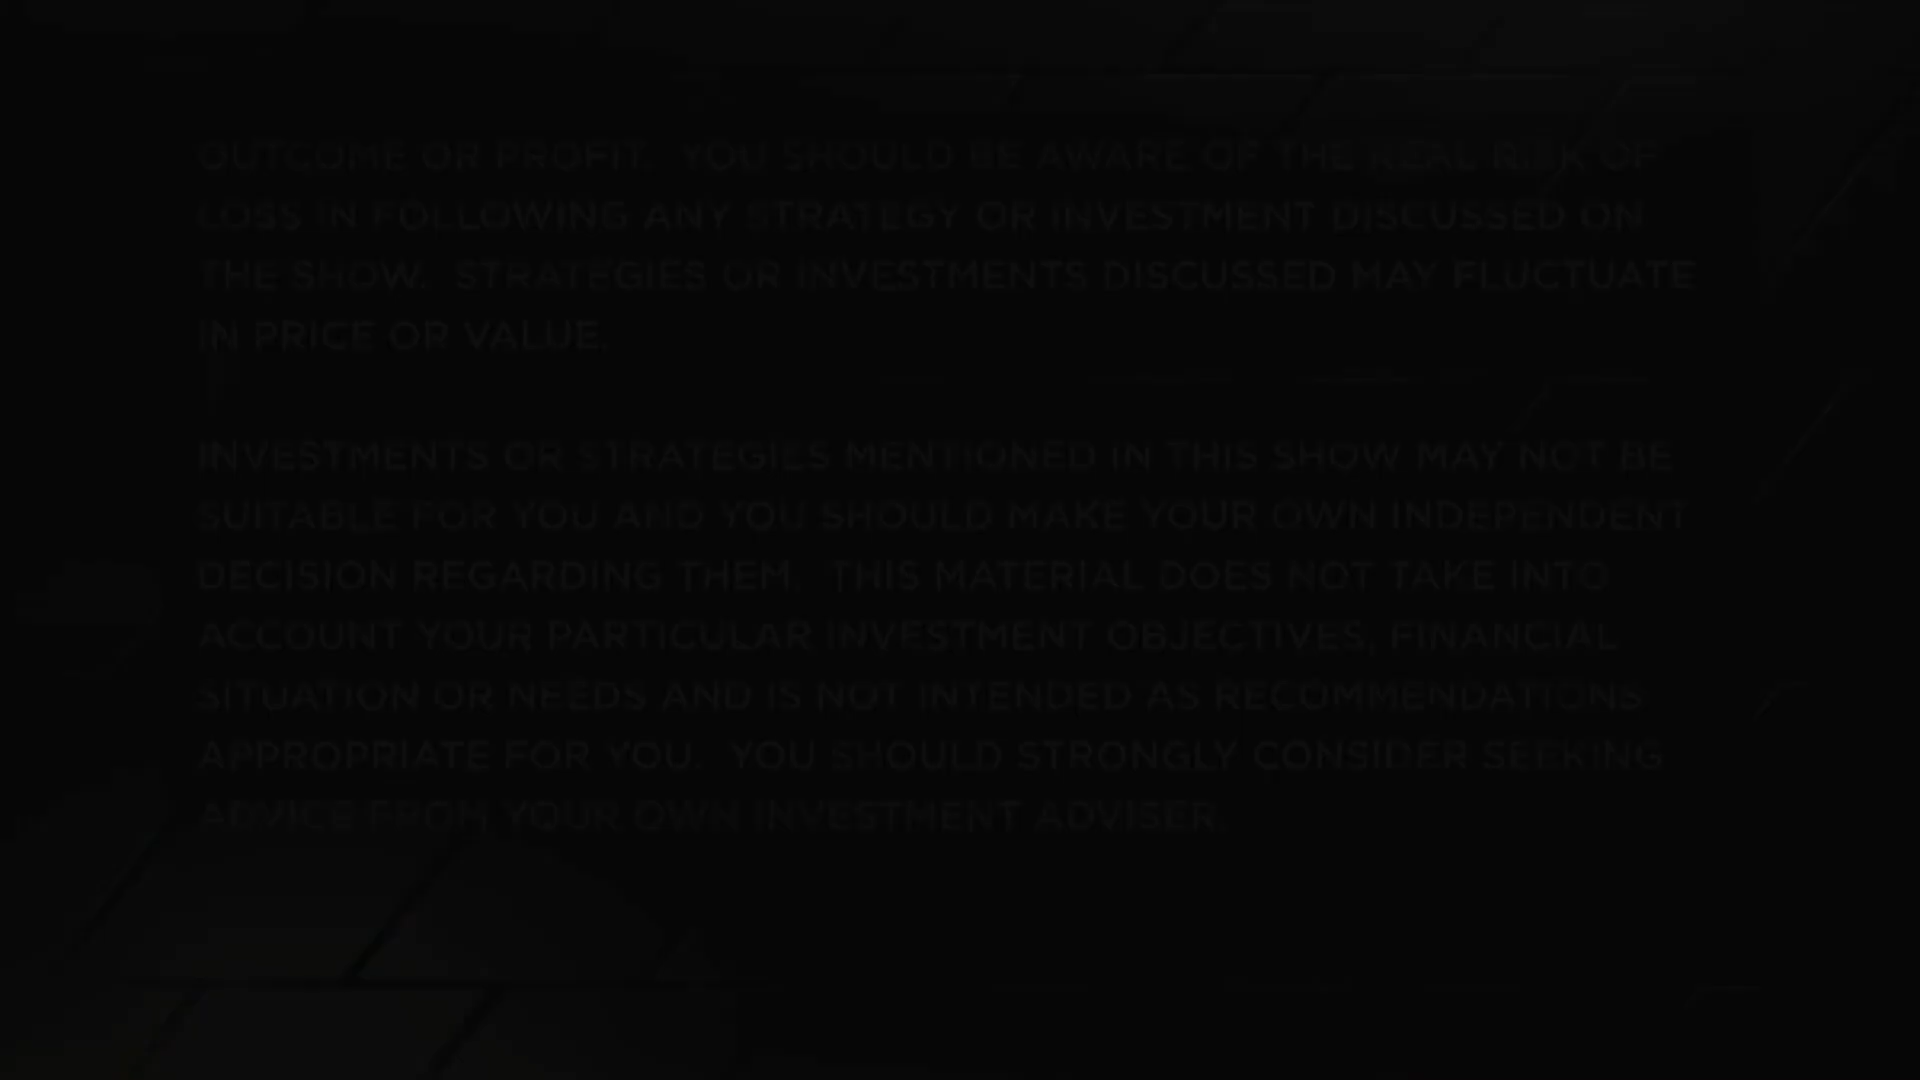 OUTCOME OR PROFIT. YOU SHOULD BE AWARE OF THE REAL RISK OF
LOSS IN FOLLOWING ANY STRATEGY OR INVESTMENT DISCUSSED ON
THE SHOW. STRATEGIES OR INVESTMENTS DISCUSSED MAY FLUCTUATE
IN PRICE OR VALUE.
INVESTMENTS OR STRATEGIES MENTIONED IN THIS SHOW MAY NOT BE
SUITABLE FOR YOU AND YOU SHOULD MAKE YOUR OWN INDEPENDENT
DECISION REGARDING THEM. THIS MATERIAL DOES NOT TAKE INTO
ACCOUNT YOUR PARTICULAR INVESTMENT OBJECTIVES, FINANCIAL
SITUATION OR NEEDS AND IS NOT INTENDED AS RECOMMENDATIONS
APPROPRIATE FOR YOU. YOU SHOULD STRONGLY CONSIDER SEEKING
ADVICE FROM YOUR OWN INVESTMENT ADVISER.